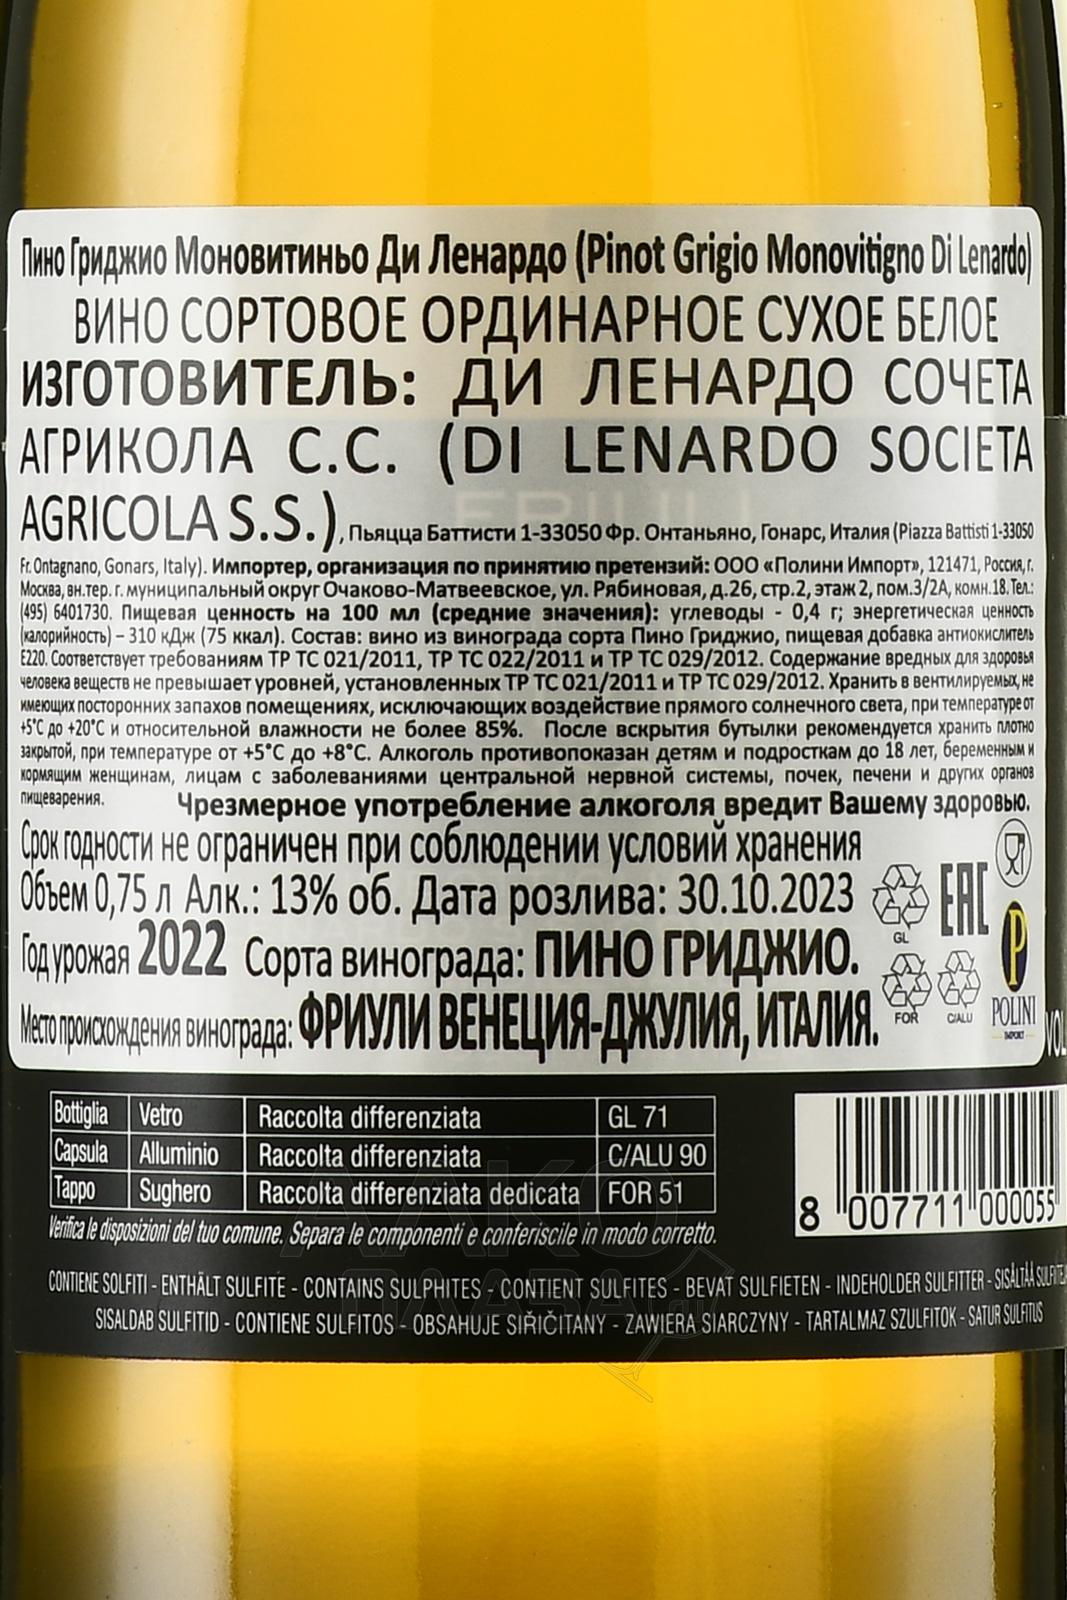 Пино Гриджио Моновитиньо Ди Ленардо (Pinot Grigio Monovitigno Di Lenardo)
ВИНО СОРТОВОЕ ОРДИНАРНОЕ СУХОЕ БЕЛОЕ
ИЗГОТОВИТЕЛЬ: ДИ ЛЕНАРДО СОЧЕТА
АГРИКОЛА С.С. (DI LENARDO SOCIETA
AGRICOLA S.S.), Пьяцца Баттисти 1-33050 Фр. Онтаньяно, Гонарс, Италия (Piazza Battisti 1-33050
Fr. Ontagnano, Gonars, Italy). Импортер, организация по принятию претензий: ООО «Полини Импорт», 121471, Россия, г.
Москва, вн.тер. г. муниципальный округ Очаково-Матвеевское, ул. Рябиновая, д.26, стр.2, этаж 2, пом.3/2А, комн.18. Тел.:
(495) 6401730. Пищевая ценность на 100 мл (средние значения): углеводы - 0,4 г; энергетическая ценность
(калорийность) – 310 кДж (75 ккал). Состав: вино из винограда сорта Пино Гриджио, пищевая добавка антиокислитель
Е220. Соответствует требованиям ТР ТС 021/2011, ТР ТС 022/2011 и ТР ТС 029/2012. Содержание вредных для здоровья
человека веществ не превышает уровней, установленных ТР ТС 021/2011 и ТР ТС 029/2012. Хранить в вентилируемых, не
имеющих посторонних запахов помещениях, исключающих воздействие прямого солнечного света, при температуре от
+5°С до +20°С и относительной влажности не более 85%. После вскрытия бутылки рекомендуется хранить плотно
закрытой, при температуре от +5°С до +8°С. Алкоголь противопоказан детям и подросткам до 18 лет, беременным и
кормящим женщинам, лицам с заболеваниями центральной нервной системы, почек, печени и других органов
пищеварения. Чрезмерное употребление алкоголя вредит Вашему здоровью.
Срок годности не ограничен при соблюдении условий хранения
Объем 0,75 л Алк.: 13% об. Дата розлива: 30.10.2023
Год урожая 2022 Сорта винограда: ПИНО ГРИДЖИО.
Место происхождения винограда: ФРИУЛИ ВЕНЕЦИЯ-ДЖУЛИЯ, ИТАЛИЯ.
GL EAC
FOR C/ALU
P
POLINI
IMPORT
VOL
Bottiglia Vetro Raccolta differenziata GL 71
Capsula Alluminio Raccolta differenziata C/ALU 90
Tappo Sughero Raccolta differenziata dedicata FOR 51
Verifica le disposizioni del tuo comune. Separa le componenti e conferiscile in modo corretto.
8 007711 000055
CONTIENE SOLFITI - ENTHÄLT SULFITE - CONTAINS SULPHITES - CONTIENT SULFITES - BEVAT SULFIETEN - INDEHOLDER SULFITTER - SISÄLTÄÄ
SISALDAB SULFITID - CONTIENE SULFITOS - OBSAHUJE SIŘIČITANY - ZAWIERA SIARCZYNY - TARTALMAZ SZULFITOK - SATUR SULFITUS